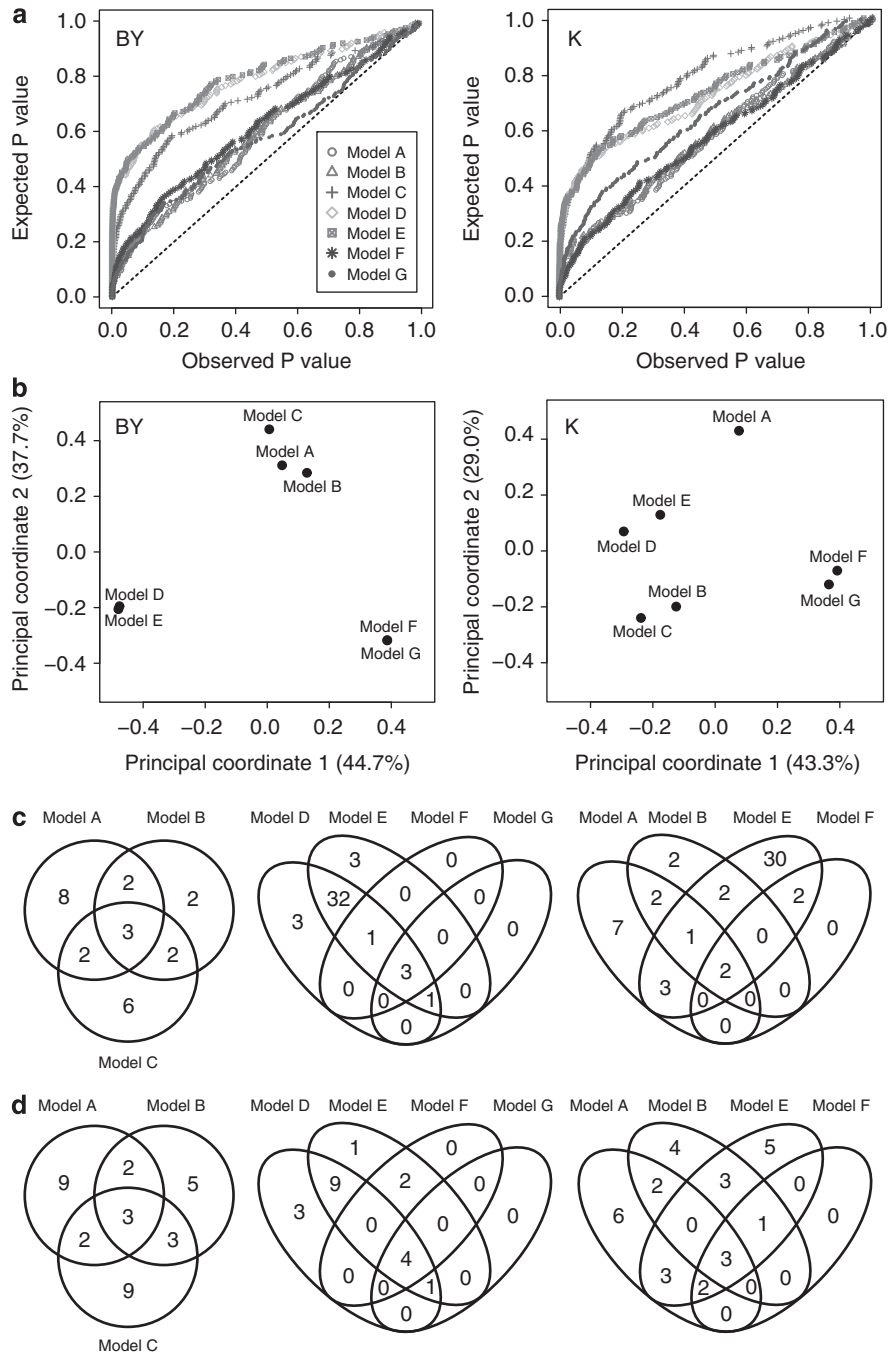 a
BY
Expected P value
1.0
0.8
0.6
0.4
0.2
0.0
0.0 0.2 0.4 0.6 0.8 1.0
Observed P value
Model A
Model B
Model C
Model D
Model E
Model F
Model G
K
Expected P value
1.0
0.8
0.6
0.4
0.2
0.0
0.0 0.2 0.4 0.6 0.8 1.0
Observed P value
b
BY
Principal coordinate 2 (37.7%)
0.4
0.2
0.0
−0.2
−0.4
Model C
Model A
Model B
Model D
Model E
Model F
Model G
−0.4 −0.2 0.0 0.2 0.4
Principal coordinate 1 (44.7%)
K
Principal coordinate 2 (29.0%)
0.4
0.2
0.0
−0.2
−0.4
Model A
Model E
Model D
Model B
Model C
Model F
Model G
−0.4 −0.2 0.0 0.2 0.4
Principal coordinate 1 (43.3%)
c
Model A Model B
8 2 2
3
2 2
6
Model C
Model D Model E Model F Model G
3 0
32 0 0
3 1 0 0
3
0 0 1 0
0
Model A Model B Model E Model F
2 30
2 2 2
7 1 0 0
2
3 0 0 0
0
d
Model A Model B
9 2 5
3
2 3
9
Model C
Model D Model E Model F Model G
1 0
9 2 0
3 0 0 0
4
0 0 1 0
0
Model A Model B Model E Model F
4 5
2 3 0
6 0 1 0
3
3 2 0 0
0